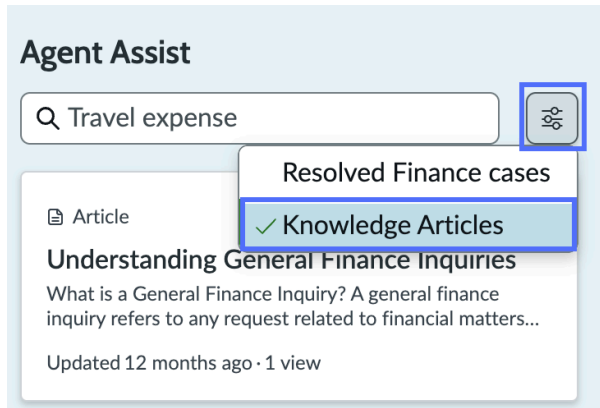 Agent Assist
Travel expense
Resolved Finance cases
Knowledge Articles
Article
Understanding General Finance Inquiries
What is a General Finance Inquiry? A general finance
inquiry refers to any request related to financial matters...
Updated 12 months ago · 1 view